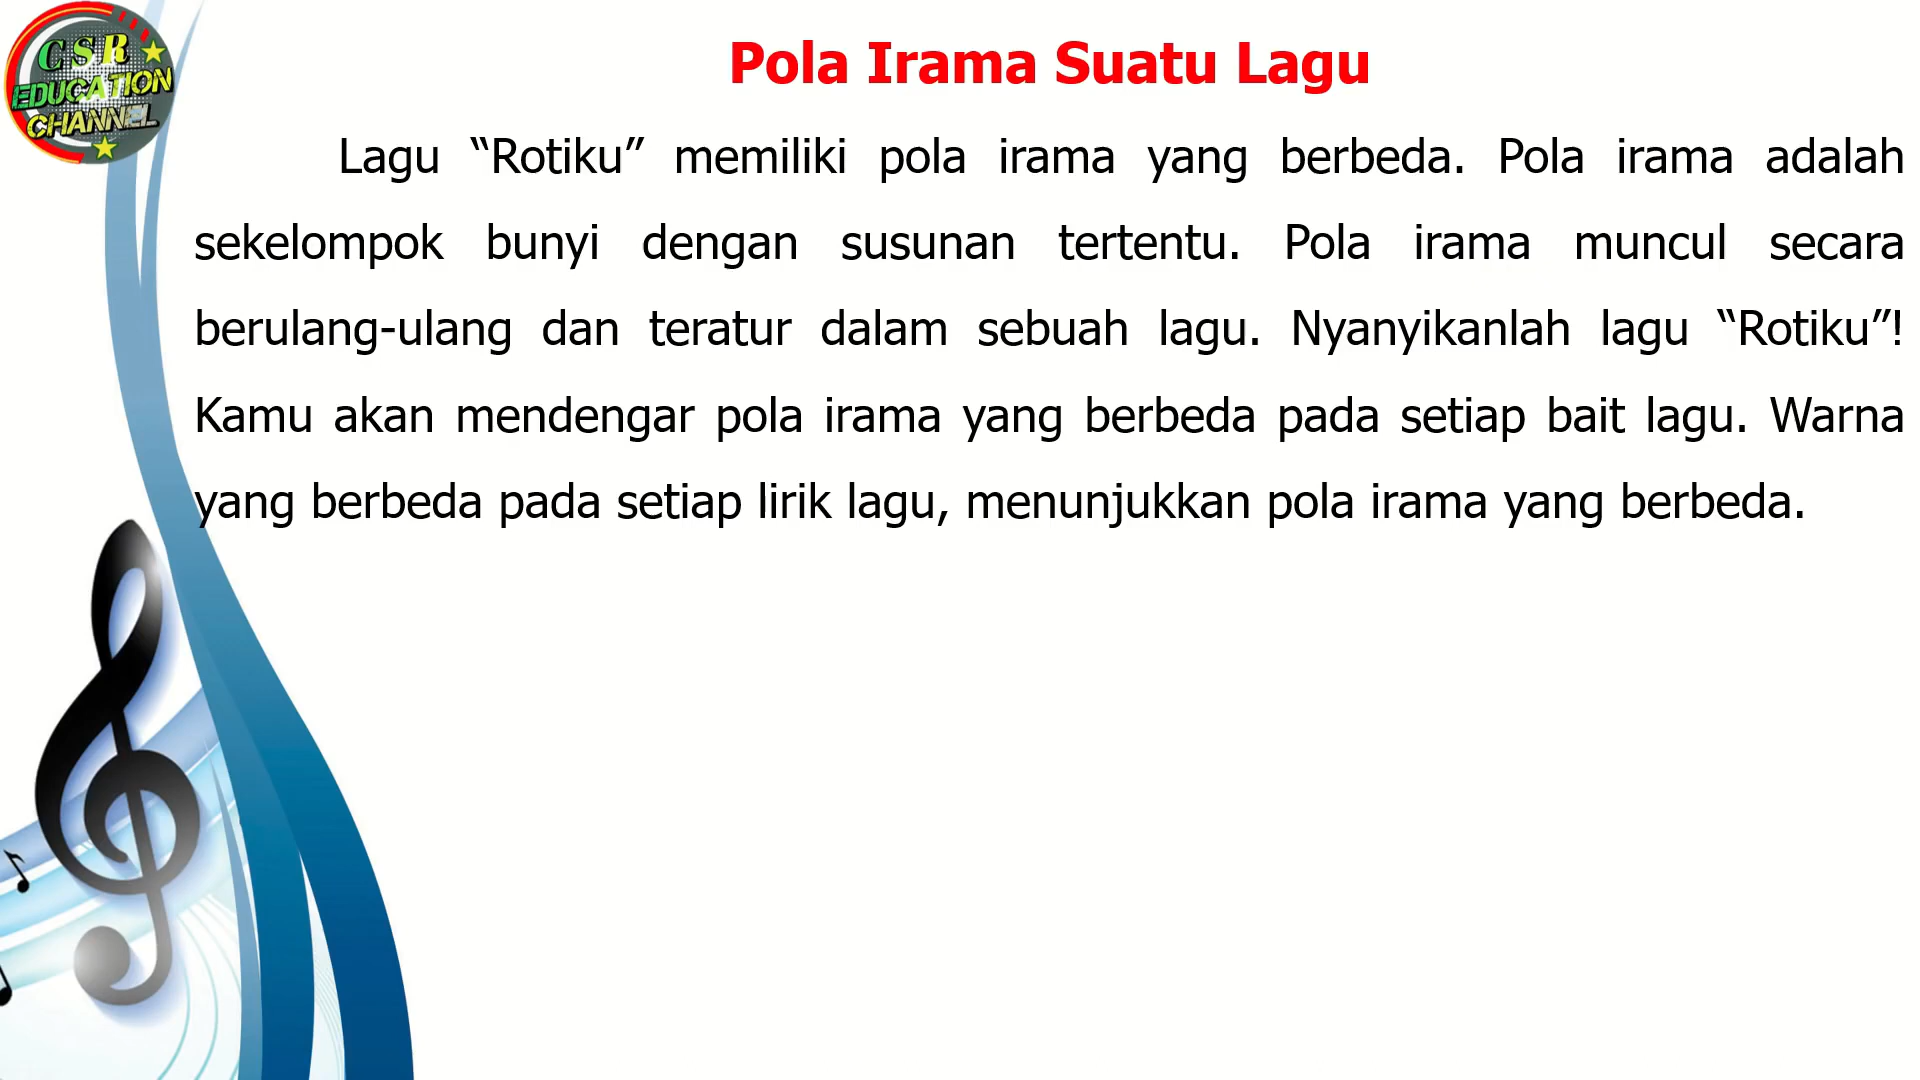 CSR
EDUCATION
CHANNEL
Pola Irama Suatu Lagu
Lagu “Rotiku” memiliki pola irama yang berbeda. Pola irama adalah
sekelompok bunyi dengan susunan tertentu. Pola irama muncul secara
berulang-ulang dan teratur dalam sebuah lagu. Nyanyikanlah lagu “Rotiku”!
Kamu akan mendengar pola irama yang berbeda pada setiap bait lagu. Warna
yang berbeda pada setiap lirik lagu, menunjukkan pola irama yang berbeda.